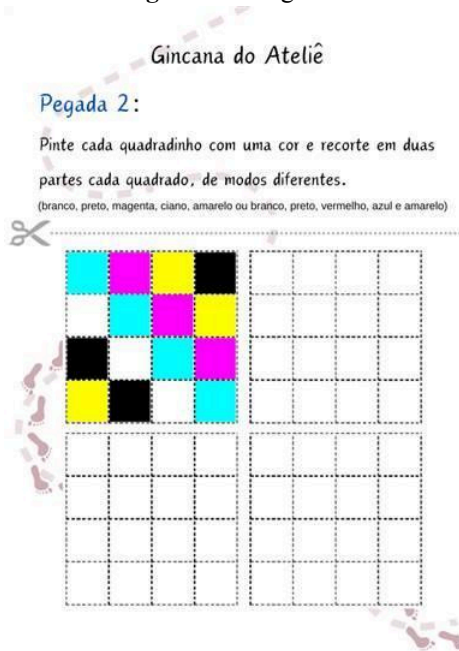 Gincana do Ateliê
Pegada 2:
Pinte cada quadradinho com uma cor e recorte em duas
partes cada quadrado, de modos diferentes.
(branco, preto, magenta, ciano, amarelo ou branco, preto, vermelho, azul e amarelo)